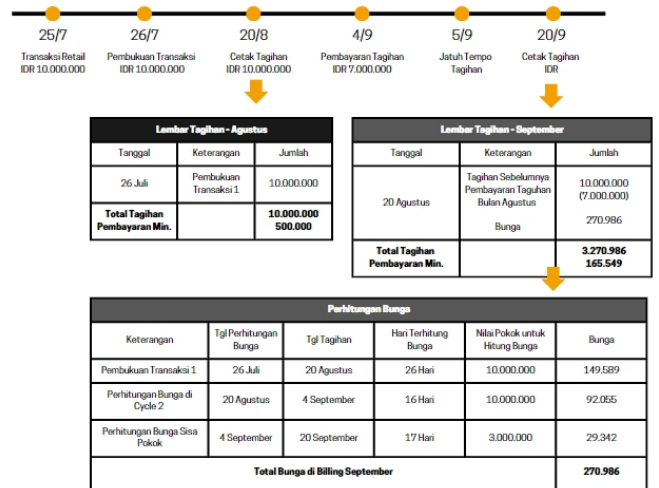 25/7 26/7 20/8 4/9 5/9 20/9
Transaksi Retail Pembukuan Transaksi Cetak Tagihan Pembayaran Tagihan Jatuh Tempo Cetak Tagihan
IDR 10.000.000 IDR 10.000.000 IDR 10.000.000 IDR 7.000.000 Tagihan IDR
Lembar Tagihan - Agustus
Tanggal Keterangan Jumlah
26 Juli Pembukuan Transaksi 1 10.000.000
Total Tagihan 10.000.000
Pembayaran Min. 500.000
Lembar Tagihan - September
Tanggal Keterangan Jumlah
20 Agustus
Tagihan Sebelumnya 10.000.000
Pembayaran Taguhan (7.000.000)
Bulan Agustus
Bunga 270.986
Total Tagihan 3.270.986
Pembayaran Min. 165.549
Perhitungan Bunga
Keterangan Tgl Perhitungan Bunga Tgl Tagihan Hari Terhitung Bunga Nilai Pokok untuk Hitung Bunga Bunga
Pembukuan Transaksi 1 26 Juli 20 Agustus 26 Hari 10.000.000 149.589
Perhitungan Bunga di Cycle 2 20 Agustus 4 September 16 Hari 10.000.000 92.055
Perhitungan Bunga Sisa Pokok 4 September 20 September 17 Hari 3.000.000 29.342
Total Bunga di Billing September 270.986